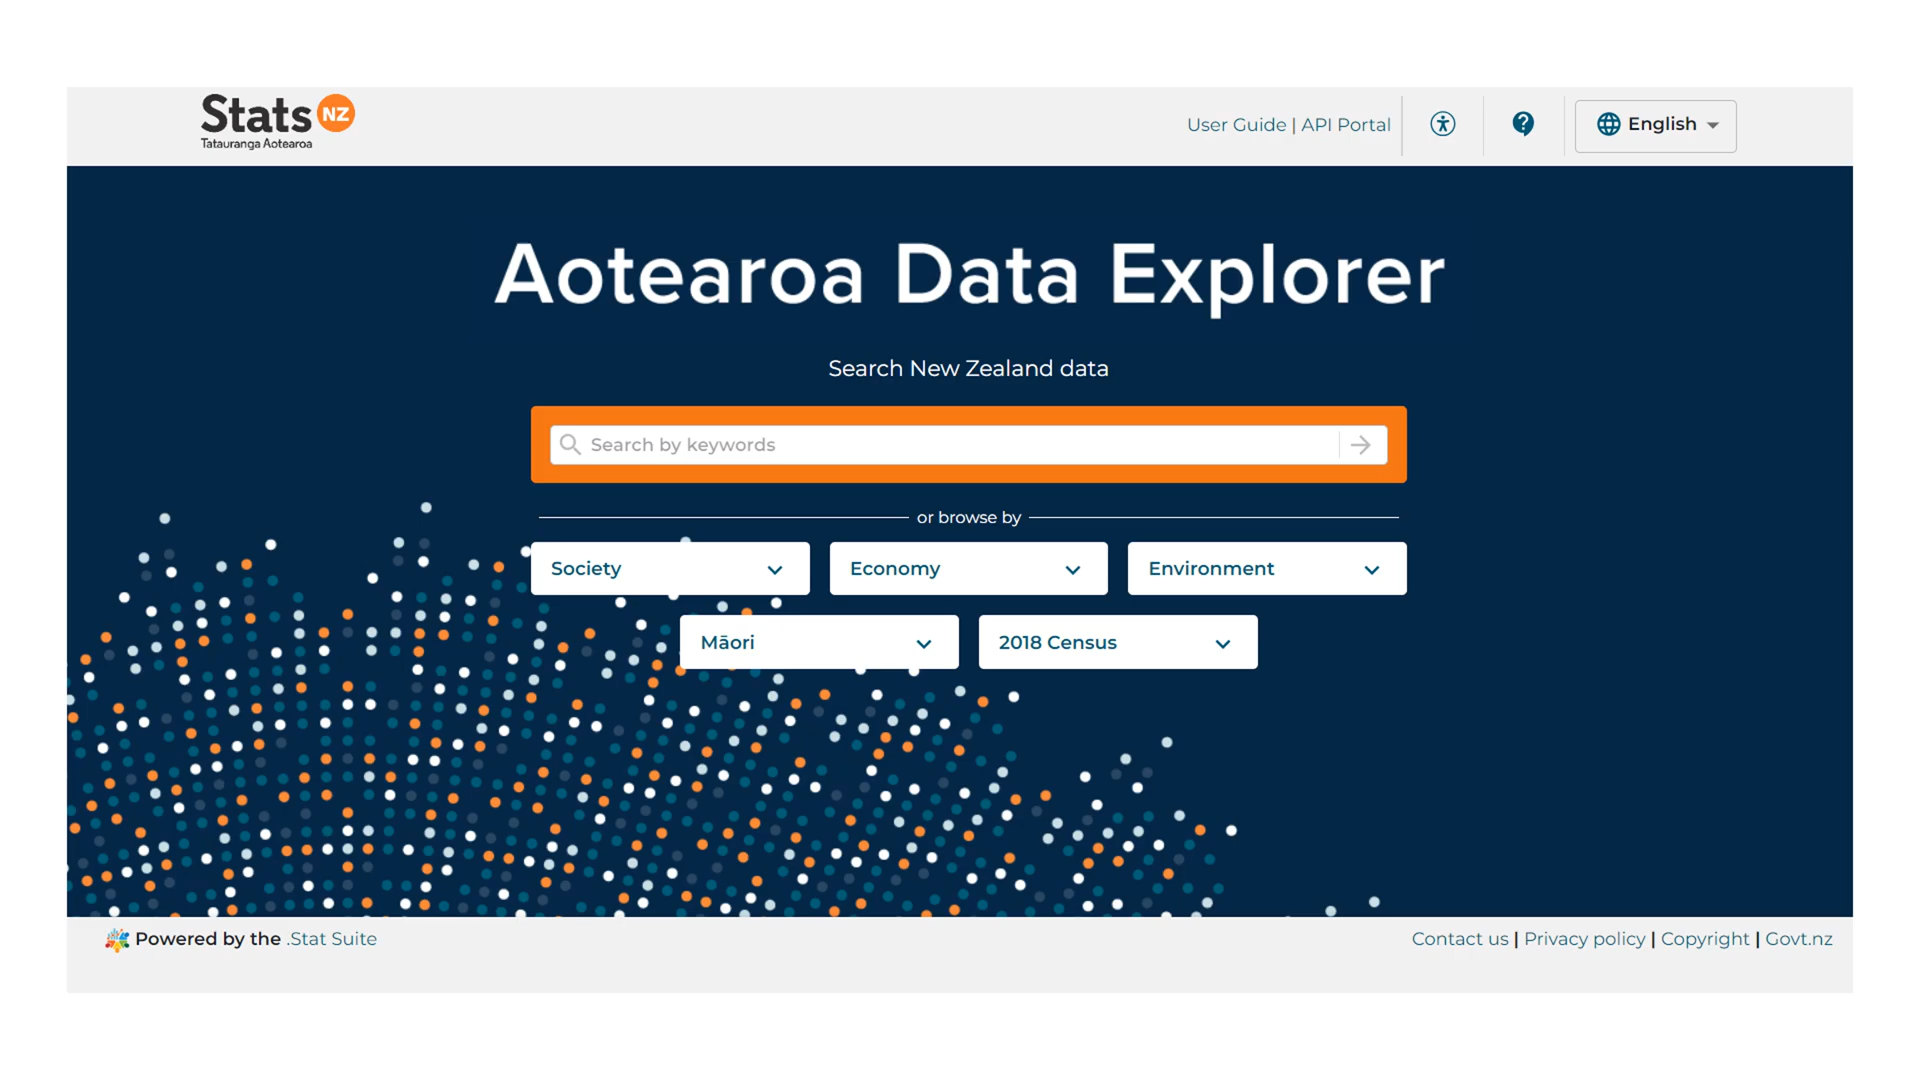 Stats NZ
Tatauranga Aotearoa
User Guide | API Portal
English
Aotearoa Data Explorer
Search New Zealand data
Search by keywords
or browse by
Society
Economy
Environment
Māori
2018 Census
Powered by the .Stat Suite
Contact us | Privacy policy | Copyright | Govt.nz